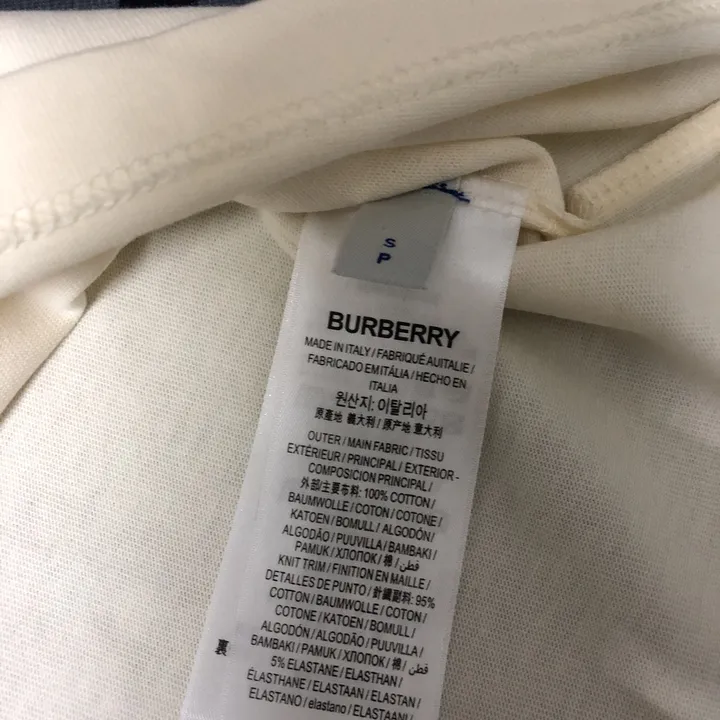 S
P
BURBERRY
MADE IN ITALY / FABRIQUÉ AUITALIE /
FABRICADO EM ITÁLIA / HECHO EN
ITALIA
원산지: 이탈리아
原產地 義大利 / 原产地 意大利
OUTER / MAIN FABRIC / TISSU
EXTÉRIEUR / PRINCIPAL / EXTERIOR -
COMPOSICION PRINCIPAL /
外部/主要布料: 100% COTTON /
BAUMWOLLE / COTON / COTONE /
KATOEN / BOMULL / ALGODÓN /
ALGODÃO / PUUVILLA / BAMBAKI /
PAMUK / ХЛОПОК / 棉 / قطن /
KNIT TRIM / FINITION EN MAILLE /
DETALLES DE PUNTO / 針織副料: 95%
COTTON / BAUMWOLLE / COTON /
COTONE / KATOEN / BOMULL /
ALGODÓN / ALGODÃO / PUUVILLA /
BAMBAKI / PAMUK / ХЛОПОК / 棉 / قطن /
5% ELASTANE / ELASTHAN /
ÉLASTHANE / ELASTAAN / ELASTAN /
ELASTANO / elastano / ELASTAANI /
裏